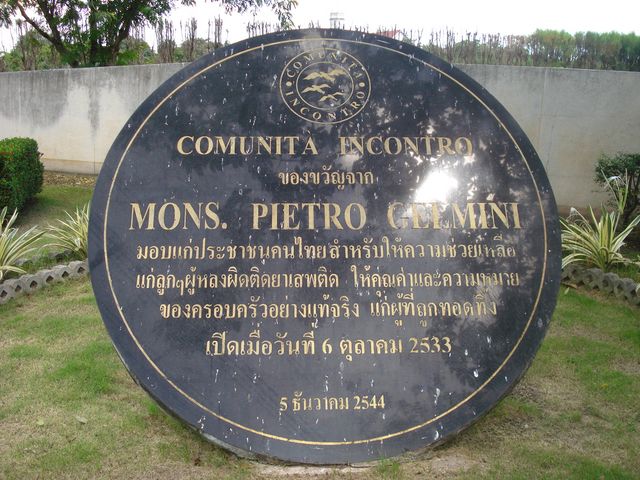 COMUNITÀ INCONTRO
COMUNITA INCONTRO
ของขวัญจาก
MONS. PIETRO GELMINI
มอบแก่ประชาชนคนไทยสำหรับให้ความช่วยเหลือ
แก่ลูกๆผู้หลงผิดติดยาเสพติด ให้คุณค่าและความหมาย
ของครอบครัวอย่างแท้จริง แก่ผู้ที่ถูกทอดทิ้ง
เปิดเมื่อวันที่ 6 ตุลาคม 2533
5 ธันวาคม 2544